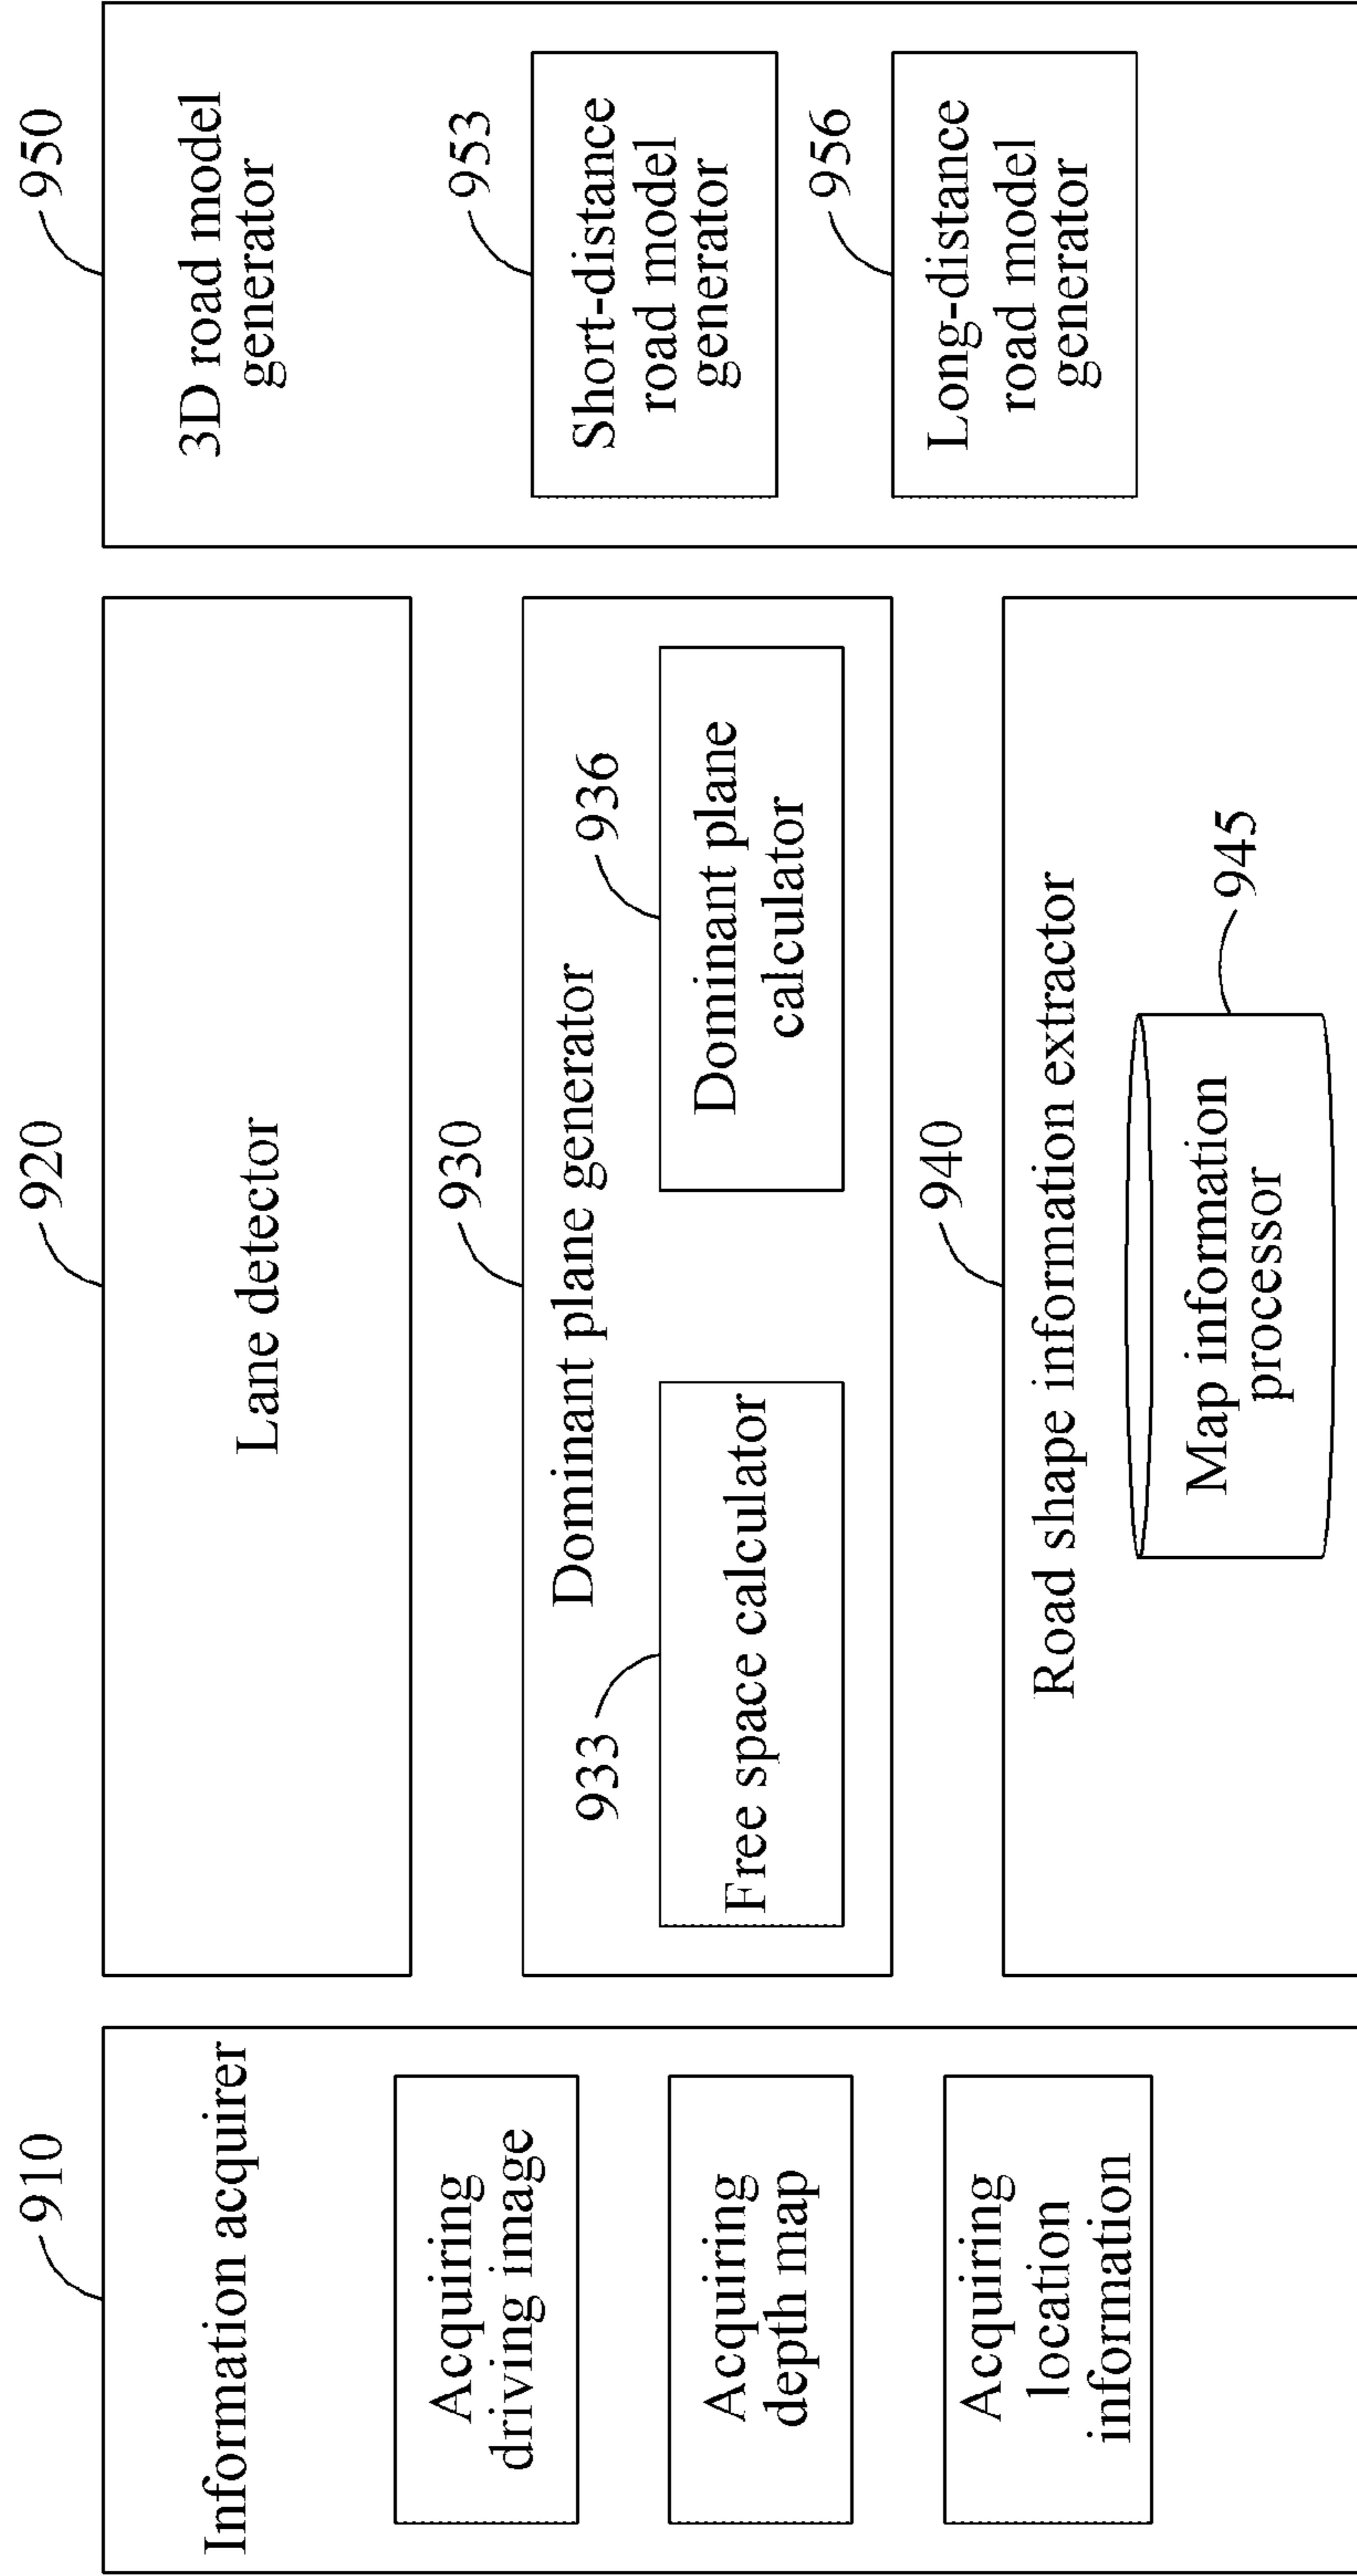 910
Information acquirer
Acquiring
driving image
Acquiring
depth map
Acquiring
location
information
920
Lane detector
930
Dominant plane generator
933
Free space calculator
936
Dominant plane
calculator
940
Road shape information extractor
Map information
processor
945
950
3D road model
generator
953
Short-distance
road model
generator
956
Long-distance
road model
generator